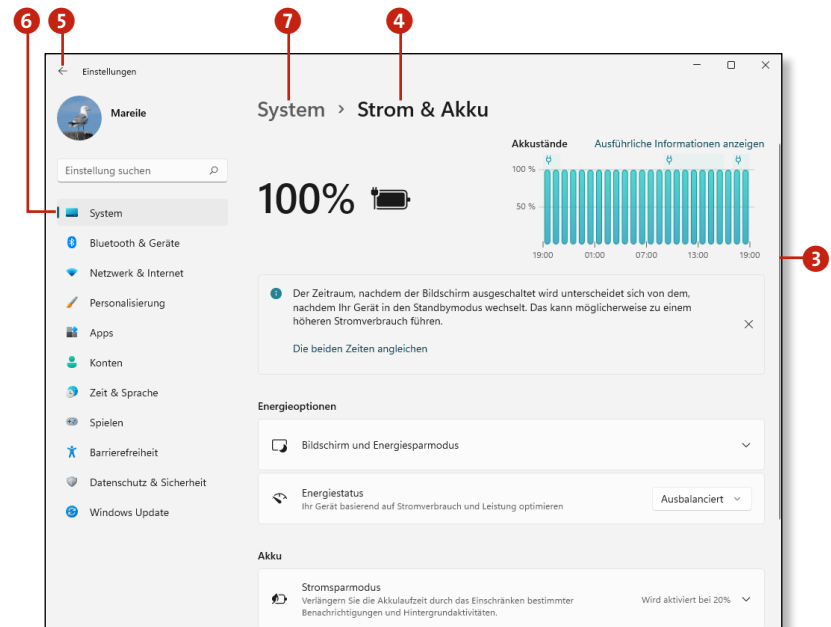 6 5 7 4
Einstellungen
Mareile
Einstellung suchen
System
Bluetooth & Geräte
Netzwerk & Internet
Personalisierung
Apps
Konten
Zeit & Sprache
Spielen
Barrierefreiheit
Datenschutz & Sicherheit
Windows Update
System > Strom & Akku
100%
Akkustände Ausführliche Informationen anzeigen
100 %
50 %
19:00 01:00 07:00 13:00 19:00
3
Der Zeitraum, nachdem der Bildschirm ausgeschaltet wird unterscheidet sich von dem,
nachdem Ihr Gerät in den Standbymodus wechselt. Das kann möglicherweise zu einem
höheren Stromverbrauch führen.
Die beiden Zeiten angleichen
Energieoptionen
Bildschirm und Energiesparmodus
Energiestatus
Ihr Gerät basierend auf Stromverbrauch und Leistung optimieren
Ausbalanciert
Akku
Stromsparmodus
Verlängern Sie die Akkulaufzeit durch das Einschränken bestimmter
Benachrichtigungen und Hintergrundaktivitäten.
Wird aktiviert bei 20%